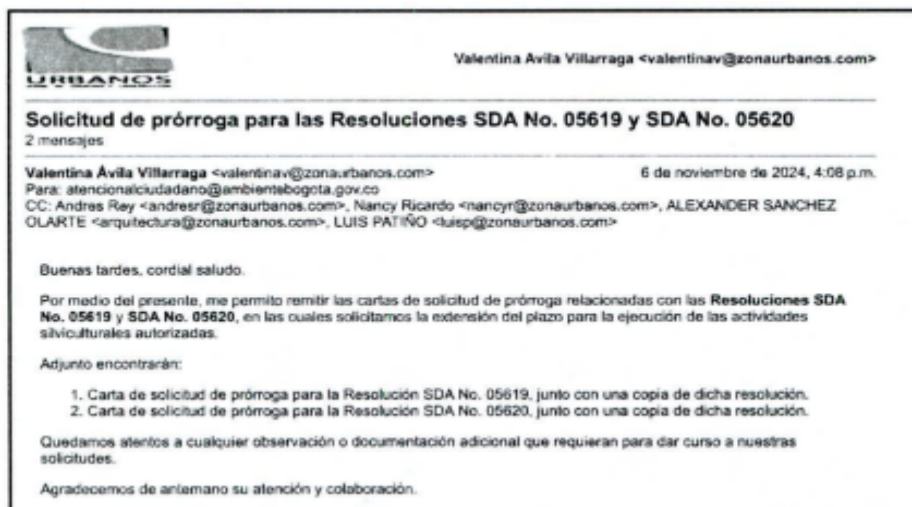 URBANOS
Valentina Avila Villarraga <valentinav@zonaurbanos.com>
Solicitud de prórroga para las Resoluciones SDA No. 05619 y SDA No. 05620
2 mensajes
Valentina Ávila Villarraga <valentinav@zonaurbanos.com> 6 de noviembre de 2024, 4:08 p.m.
Para: atencionalciudadano@ambientebogota.gov.co
CC: Andres Rey <andresr@zonaurbanos.com>, Nancy Ricardo <nancyr@zonaurbanos.com>, ALEXANDER SANCHEZ
OLARTE <arquitectura@zonaurbanos.com>, LUIS PATIÑO <luisp@zonaurbanos.com>
Buenas tardes, cordial saludo.
Por medio del presente, me permito remitir las cartas de solicitud de prórroga relacionadas con las Resoluciones SDA
No. 05619 y SDA No. 05620, en las cuales solicitamos la extensión del plazo para la ejecución de las actividades
silviculturales autorizadas.
Adjunto encontrarán:
1. Carta de solicitud de prórroga para la Resolución SDA No. 05619, junto con una copia de dicha resolución.
2. Carta de solicitud de prórroga para la Resolución SDA No. 05620, junto con una copia de dicha resolución.
Quedamos atentos a cualquier observación o documentación adicional que requieran para dar curso a nuestras
solicitudes.
Agradecemos de antemano su atención y colaboración.